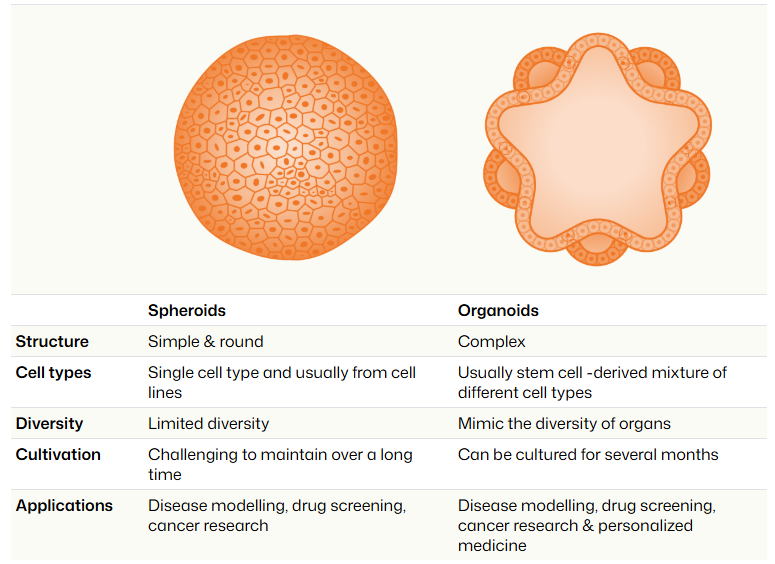 Spheroids Organoids
Structure Simple & round Complex
Cell types Single cell type and usually from cell Usually stem cell -derived mixture of
lines different cell types
Diversity Limited diversity Mimic the diversity of organs
Cultivation Challenging to maintain over a long Can be cultured for several months
time
Applications Disease modelling, drug screening, Disease modelling, drug screening,
cancer research cancer research & personalized
medicine